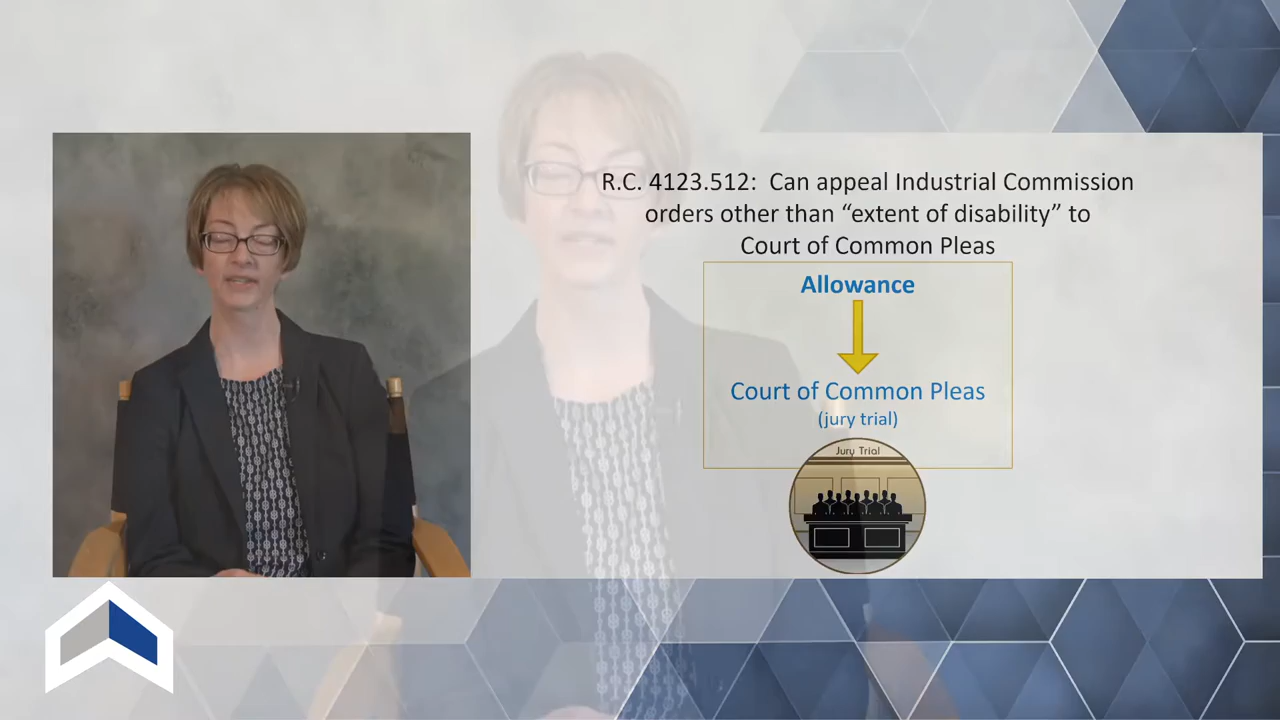 R.C. 4123.512:  Can appeal Industrial Commission
orders other than “extent of disability” to
Court of Common Pleas
Allowance
Court of Common Pleas
(jury trial)
Jury Trial